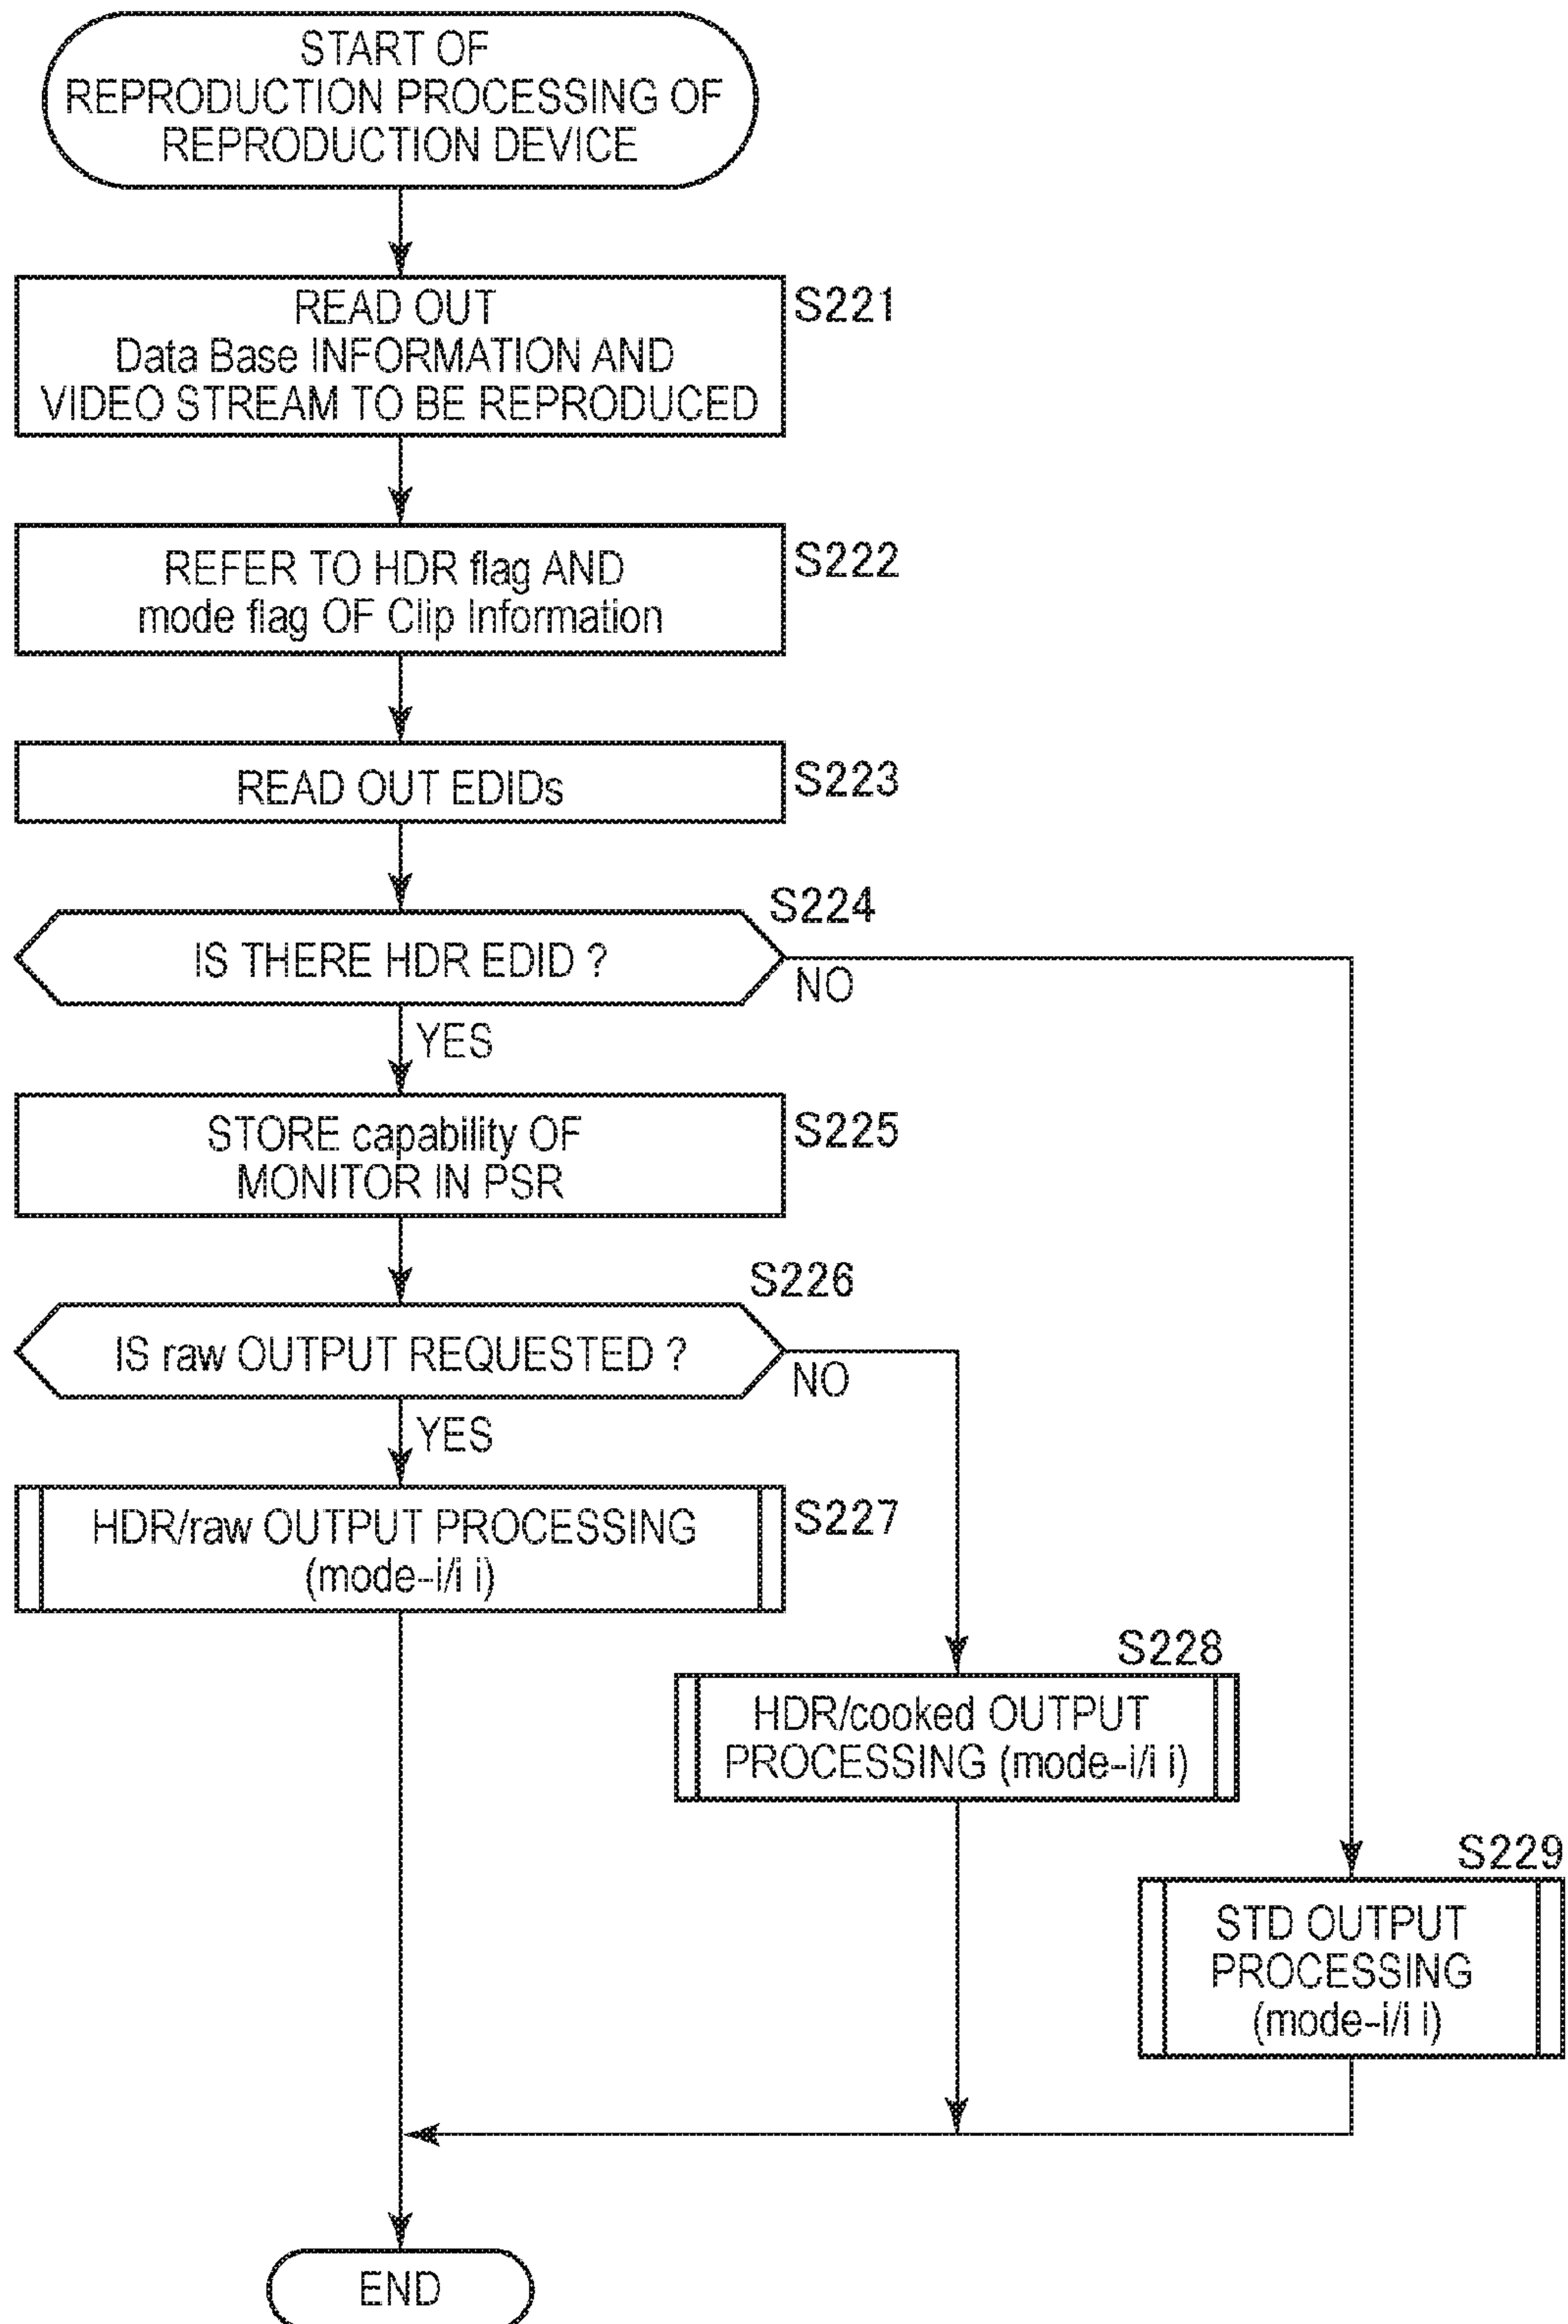 START OF
REPRODUCTION PROCESSING OF
REPRODUCTION DEVICE
READ OUT
Data Base INFORMATION AND
VIDEO STREAM TO BE REPRODUCED
S221
REFER TO HDR flag AND
mode flag OF Clip Information
S222
READ OUT EDIDs
S223
S224
IS THERE HDR EDID ?
NO
YES
STORE capability OF
MONITOR IN PSR
S225
S226
IS raw OUTPUT REQUESTED ?
NO
YES
HDR/raw OUTPUT PROCESSING
(mode-i/i i)
S227
S228
HDR/cooked OUTPUT
PROCESSING (mode-i/i i)
S229
STD OUTPUT
PROCESSING
(mode-i/i i)
END